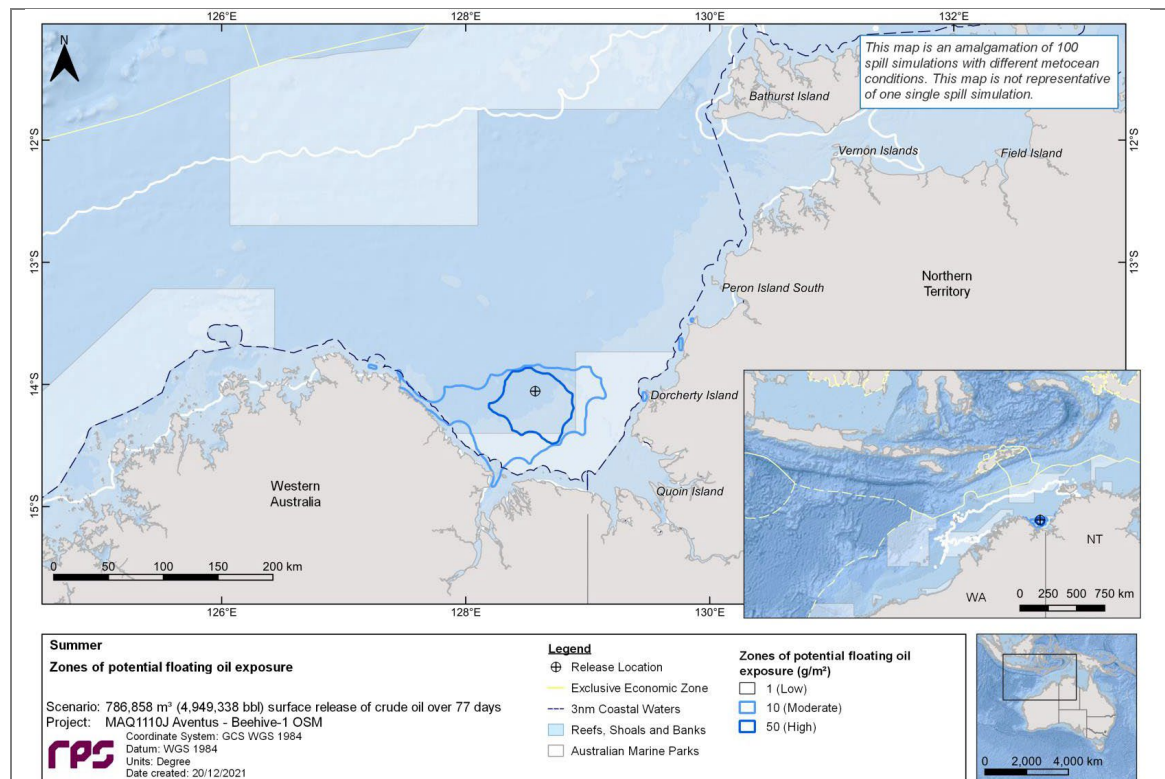 126°E
128°E
130°E
132°E
N
This map is an amalgamation of 100
spill simulations with different metocean
conditions. This map is not representative
of one single spill simulation.
Bathurst Island
12°S
12°S
Vernon Islands
Field Island
13°S
13°S
Northern
Territory
Peron Island South
14°S
Dorcherty Island
Western
Australia
Quoin Island
15°S
0 50 100 150 200 km
126°E
128°E
130°E
NT
WA
0 250 500 750 km
Summer
Zones of potential floating oil exposure
Scenario: 786,858 m³ (4,949,338 bbl) surface release of crude oil over 77 days
Project: MAQ1110J Aventus - Beehive-1 OSM
rps
Coordinate System: GCS WGS 1984
Datum: WGS 1984
Units: Degree
Date created: 20/12/2021
Legend
Release Location
Exclusive Economic Zone
3nm Coastal Waters
Reefs, Shoals and Banks
Australian Marine Parks
Zones of potential floating oil
exposure (g/m²)
1 (Low)
10 (Moderate)
50 (High)
0 2,000 4,000 km